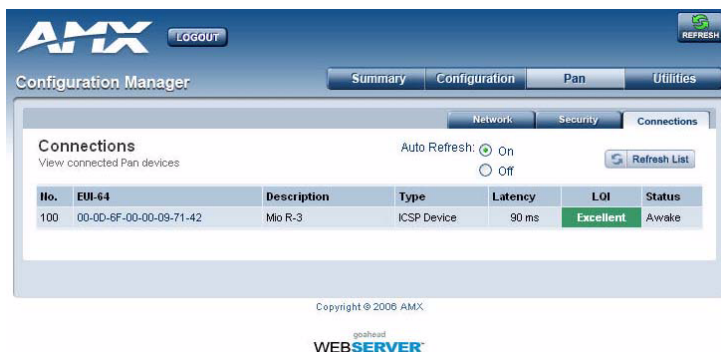 AMX LOGOUT REFRESH
Configuration Manager Summary Configuration Pan Utilities
Network Security Connections
Connections Auto Refresh: On
View connected Pan devices Refresh List
Off
No. EUI-64 Description Type Latency LQI Status
100 00-0D-6F-00-00-09-71-42 Mio R-3 ICSP Device 90 ms Excellent Awake
Copyright © 2006 AMX
goahead
WEBSERVER